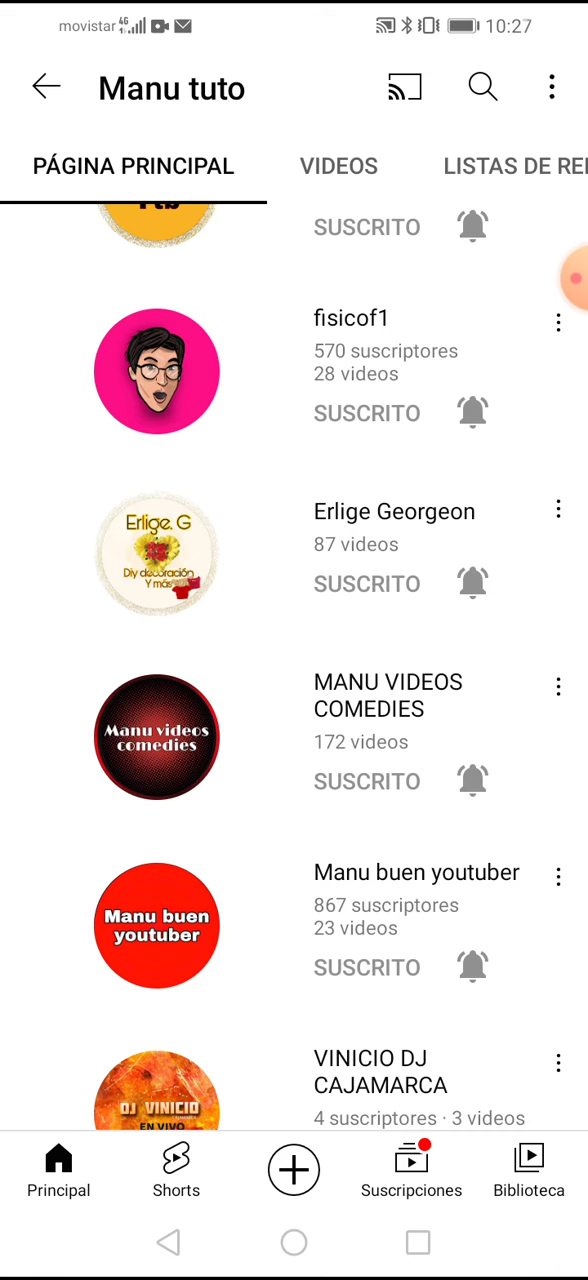 movistar 4G 10:27
Manu tuto
PÁGINA PRINCIPAL VIDEOS LISTAS DE RE
SUSCRITO
fisicof1
570 suscriptores
28 videos
SUSCRITO
Erlige. G
Diy decoración
Y más
Erlige Georgeon
87 videos
SUSCRITO
Manu videos
comedies
MANU VIDEOS
COMEDIES
172 videos
SUSCRITO
Manu buen
youtuber
Manu buen youtuber
867 suscriptores
23 videos
SUSCRITO
DJ VINICIO
EN VIVO
VINICIO DJ
CAJAMARCA
4 suscriptores · 3 videos
Principal Shorts Suscripciones Biblioteca